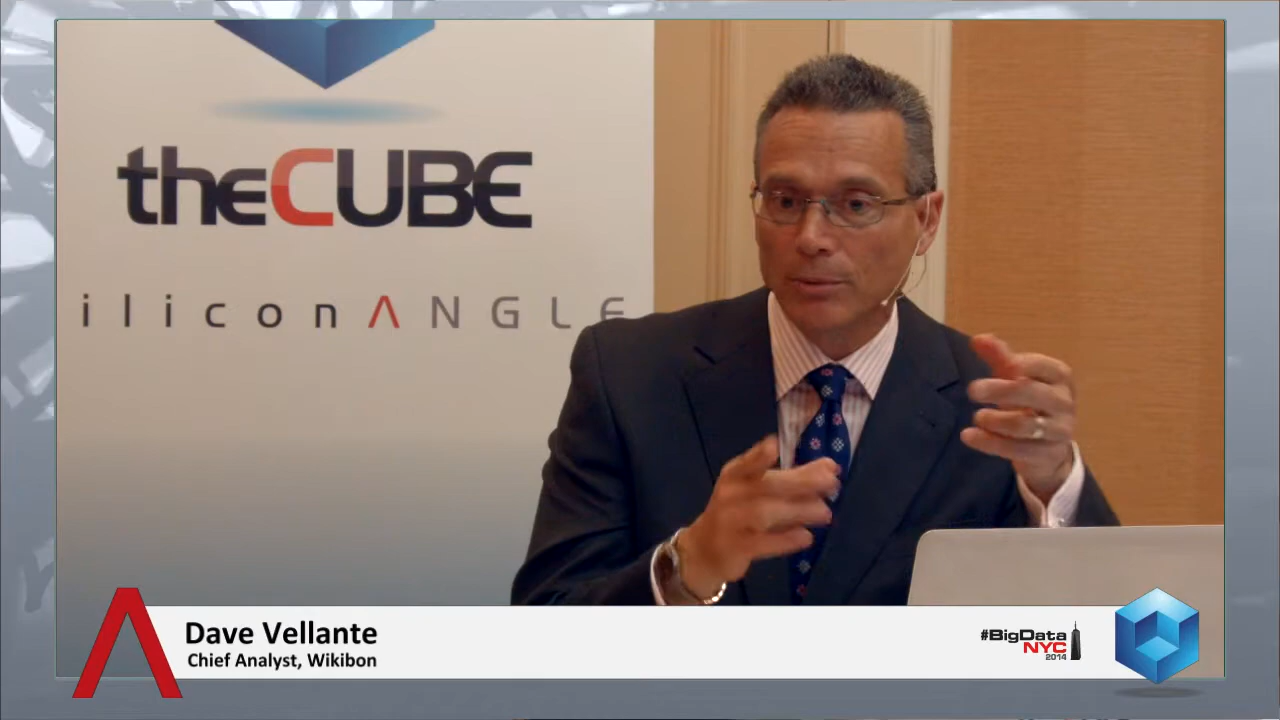 theCUBE
iliconANGLE
Dave Vellante
Chief Analyst, Wikibon
#BigData
NYC
2014